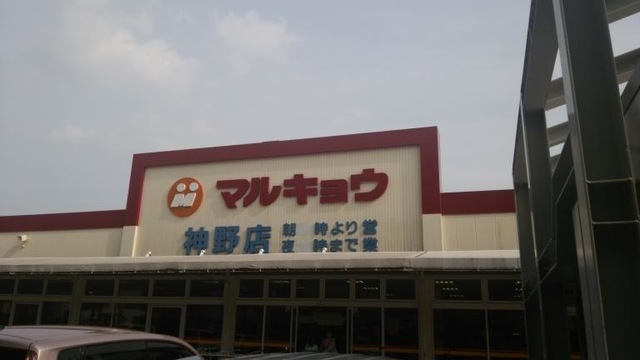 マルキョウ
神野店
朝 時より営
夜 時まで業